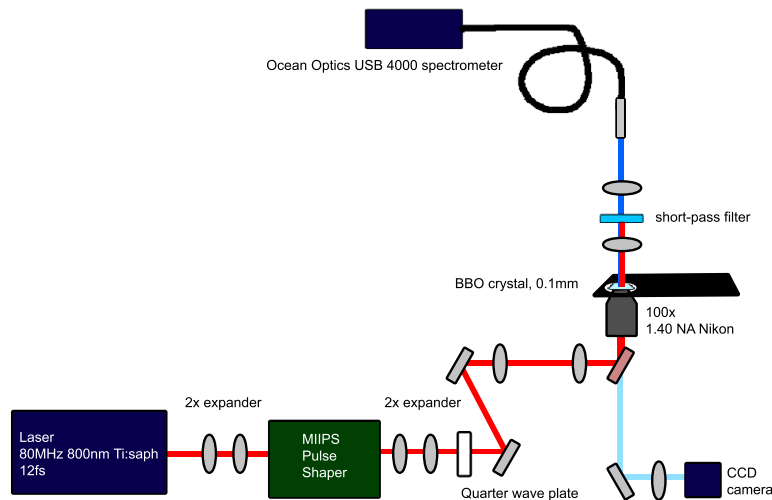 Ocean Optics USB 4000 spectrometer
short-pass filter
BBO crystal, 0.1mm
100x
1.40 NA Nikon
2x expander
2x expander
Laser
80MHz 800nm Ti:saph
12fs
MIIPS
Pulse
Shaper
Quarter wave plate
CCD
camera